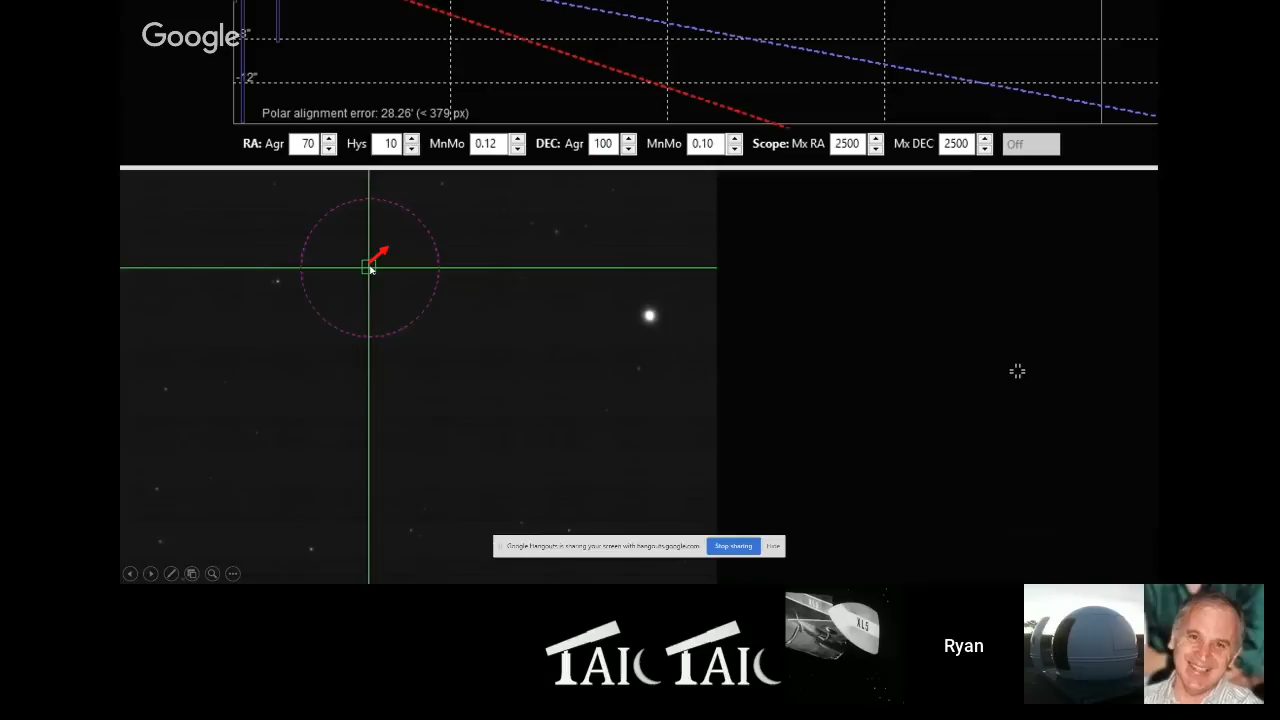 Google
-12"
Polar alignment error: 28.26' (< 379 px)
RA: Agr 70 Hys 10 MnMo 0.12 DEC: Agr 100 MnMo 0.10 Scope: Mx RA 2500 Mx DEC 2500 Off
Google Hangouts is sharing your screen with hangouts.google.com. Stop sharing Hide
XLS
Ryan
TAIC TAIC